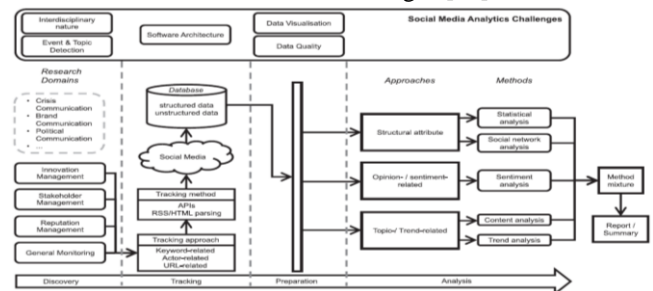 Social Media Analytics Challenges
Interdisciplinary
nature
Event & Topic
Detection
Software Architecture
Data Visualisation
Data Quality
Research
Domains
• Crisis
Communication
• Brand
Communication
• Political
Communication
• ...
Innovation
Management
Stakeholder
Management
Reputation
Management
General Monitoring
Database
structured data
unstructured data
Social Media
Tracking method
APIs
RSS/HTML parsing
Tracking approach
Keyword-related
Actor-related
URL-related
Approaches
Structural attribute
Opinion- / sentiment-
related
Topic-/ Trend-related
Methods
Statistical
analysis
Social network
analysis
Sentiment
analysis
Content analysis
Trend analysis
Method
mixture
Report /
Summary
Discovery
Tracking
Preparation
Analysis